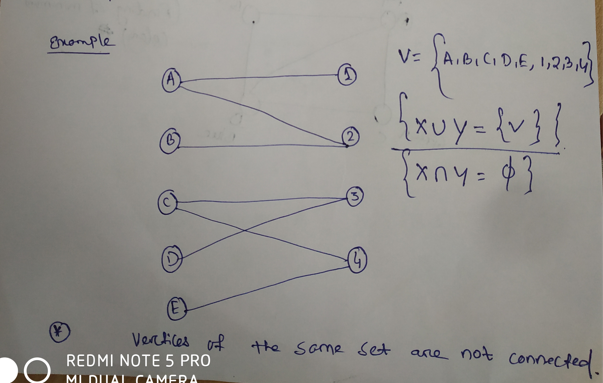 Example
V = {A, B, C, D, E, 1, 2, 3, 4}
A
1
B
2
{X ∪ Y = {V}}
{X ∩ Y = ϕ}
C
3
D
4
E
* Vertices of the same set are not connected.
REDMI NOTE 5 PRO
MI DUAL CAMERA